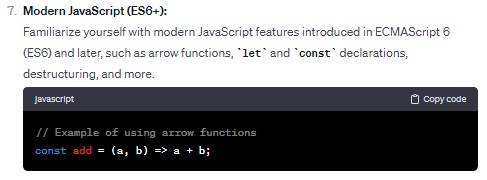 7. Modern JavaScript (ES6+):
Familiarize yourself with modern JavaScript features introduced in ECMAScript 6
(ES6) and later, such as arrow functions, `let` and `const` declarations,
destructuring, and more.
javascript Copy code
// Example of using arrow functions
const add = (a, b) => a + b;